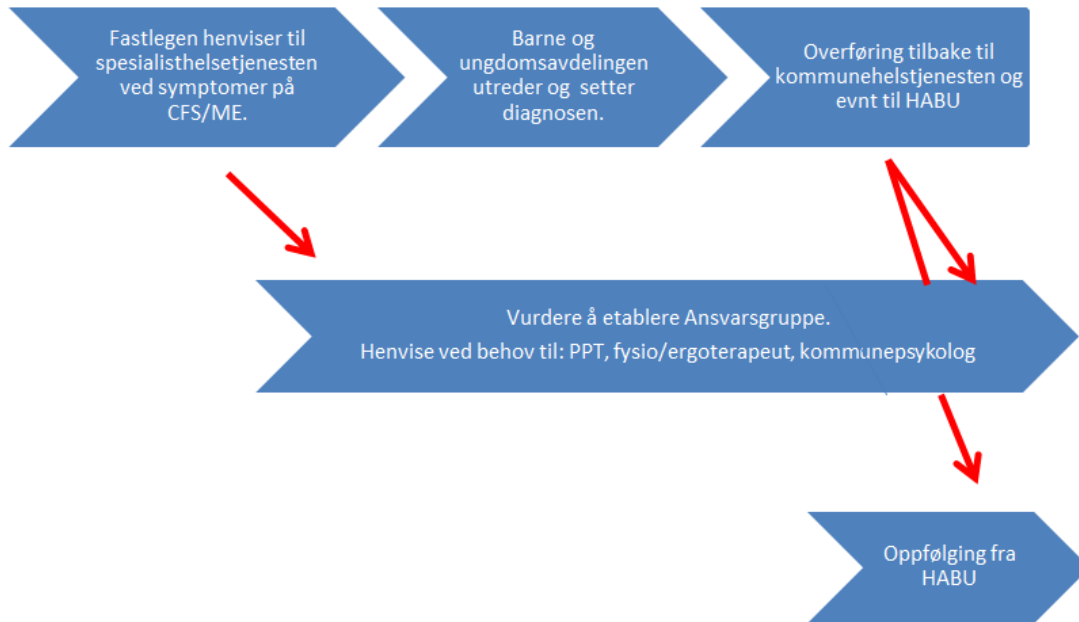 Fastlegen henviser til
spesialisthelsetjenesten
ved symptomer på
CFS/ME.
Barne og
ungdomsavdelingen
utreder og setter
diagnosen.
Overføring tilbake til
kommunehelstjenesten og
evnt til HABU
Vurdere å etablere Ansvarsgruppe.
Henvise ved behov til: PPT, fysio/ergoterapeut, kommunepsykolog
Oppfølging fra
HABU